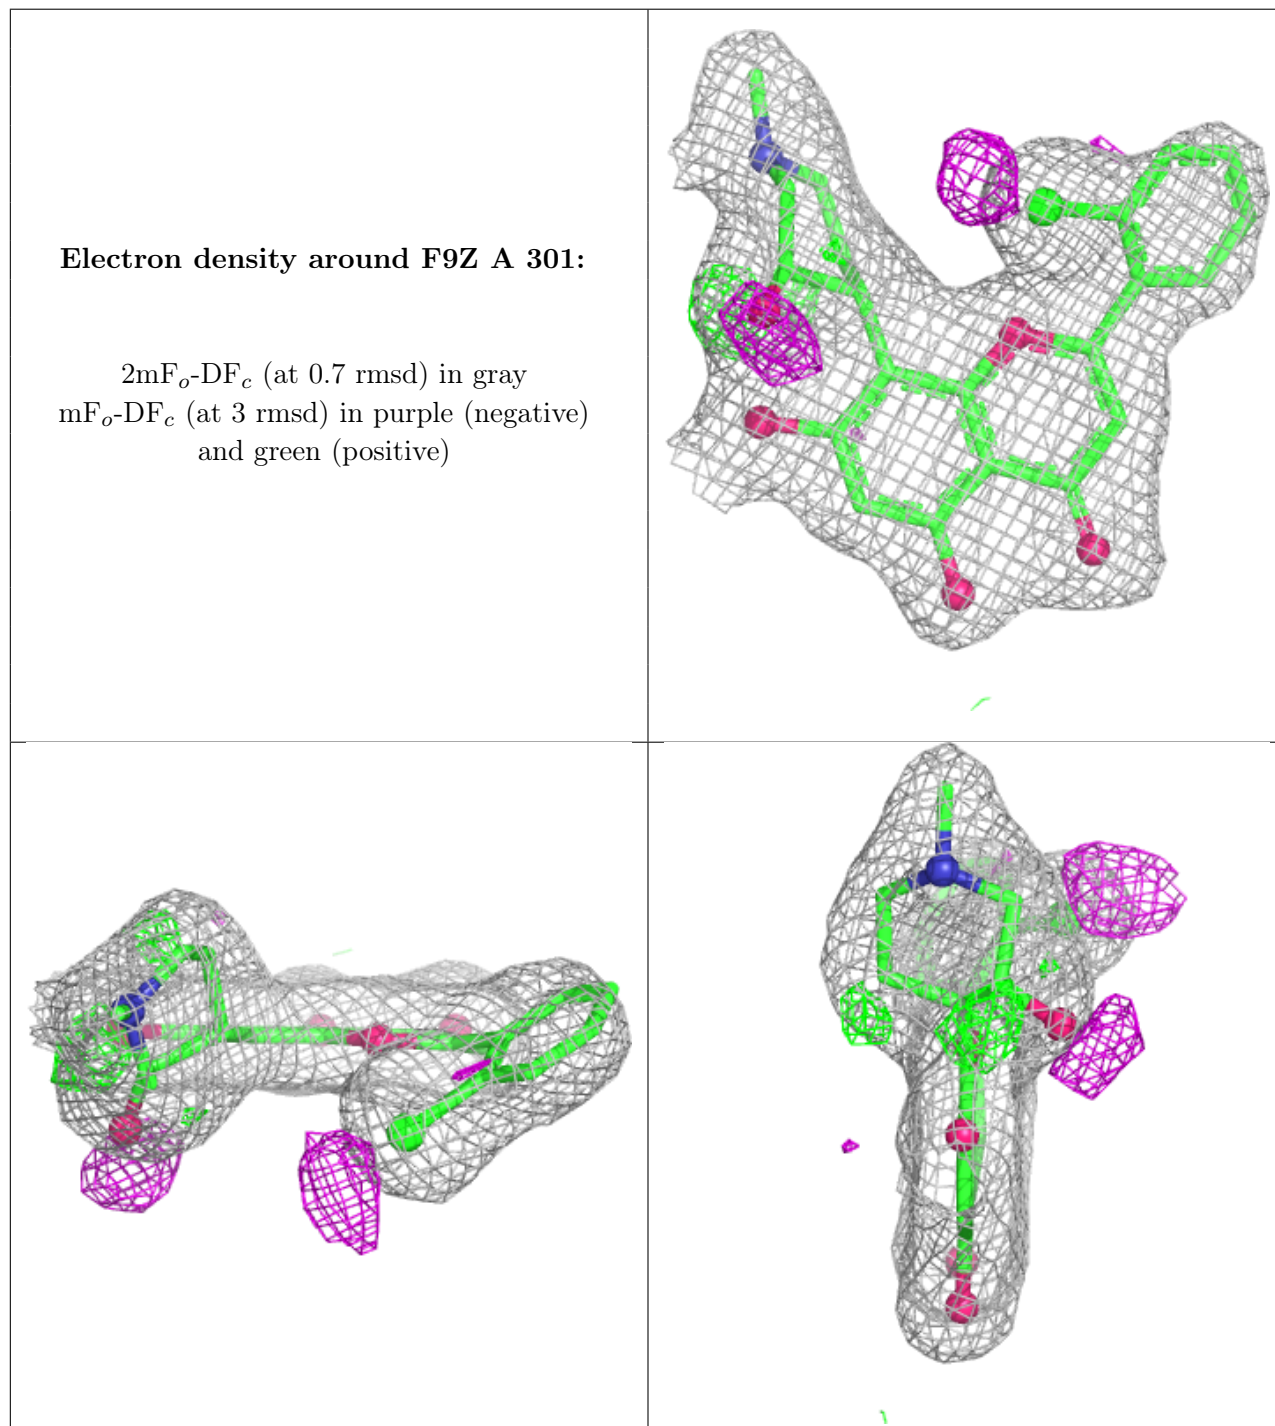 Electron density around F9Z A 301:
2mFo-DFc (at 0.7 rmsd) in gray
mFo-DFc (at 3 rmsd) in purple (negative)
and green (positive)